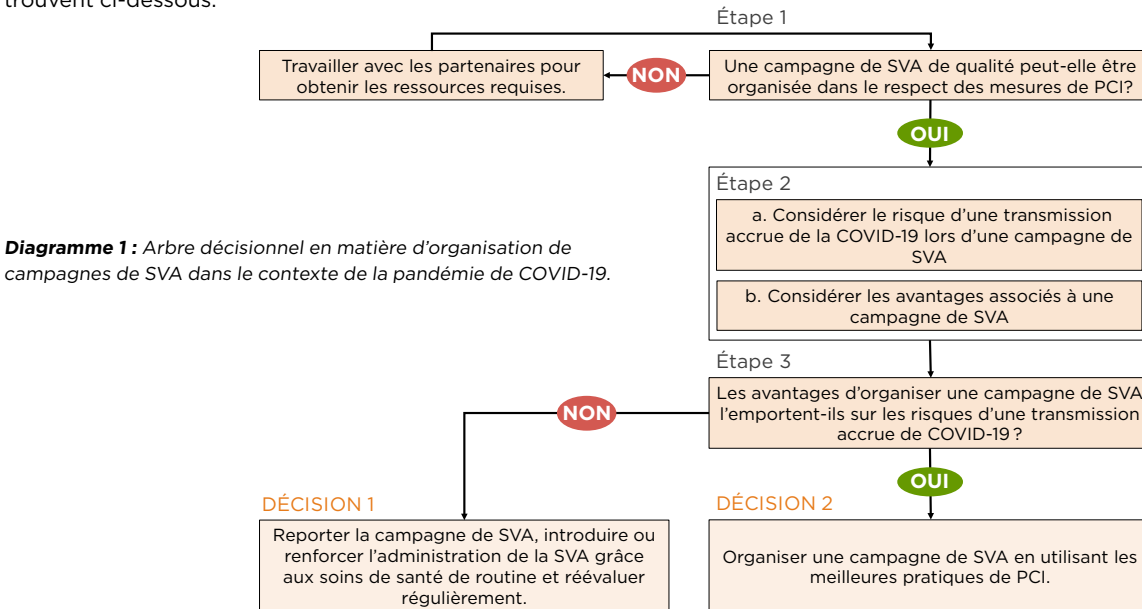 trouvent ci-dessous.
Étape 1
Travailler avec les partenaires pour
obtenir les ressources requises.
NON
Une campagne de SVA de qualité peut-elle être
organisée dans le respect des mesures de PCI?
OUI
Étape 2
a. Considérer le risque d’une transmission
accrue de la COVID-19 lors d’une campagne de
SVA
b. Considérer les avantages associés à une
campagne de SVA
Diagramme 1 : Arbre décisionnel en matière d’organisation de
campagnes de SVA dans le contexte de la pandémie de COVID-19.
Étape 3
Les avantages d’organiser une campagne de SVA
l’emportent-ils sur les risques d’une transmission
accrue de COVID-19 ?
NON
OUI
DÉCISION 1
Reporter la campagne de SVA, introduire ou
renforcer l’administration de la SVA grâce
aux soins de santé de routine et réévaluer
régulièrement.
DÉCISION 2
Organiser une campagne de SVA en utilisant les
meilleures pratiques de PCI.